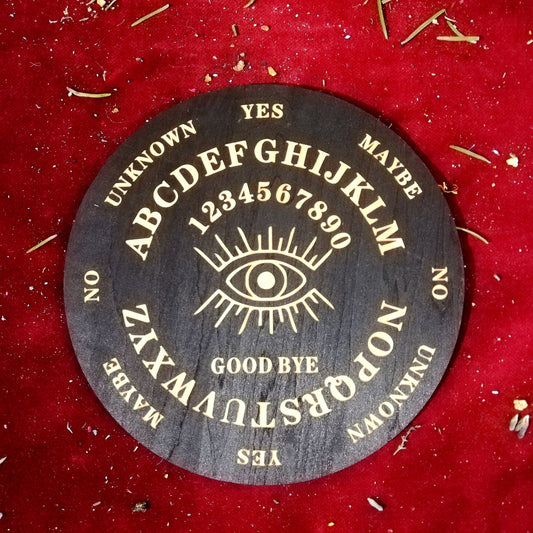 YES
MAYBE
NO
UNKNOWN
YES
MAYBE
NO
UNKNOWN
ABCDEFGHIJKLM
1234567890
GOOD BYE
NOPQRSTUVWXYZ